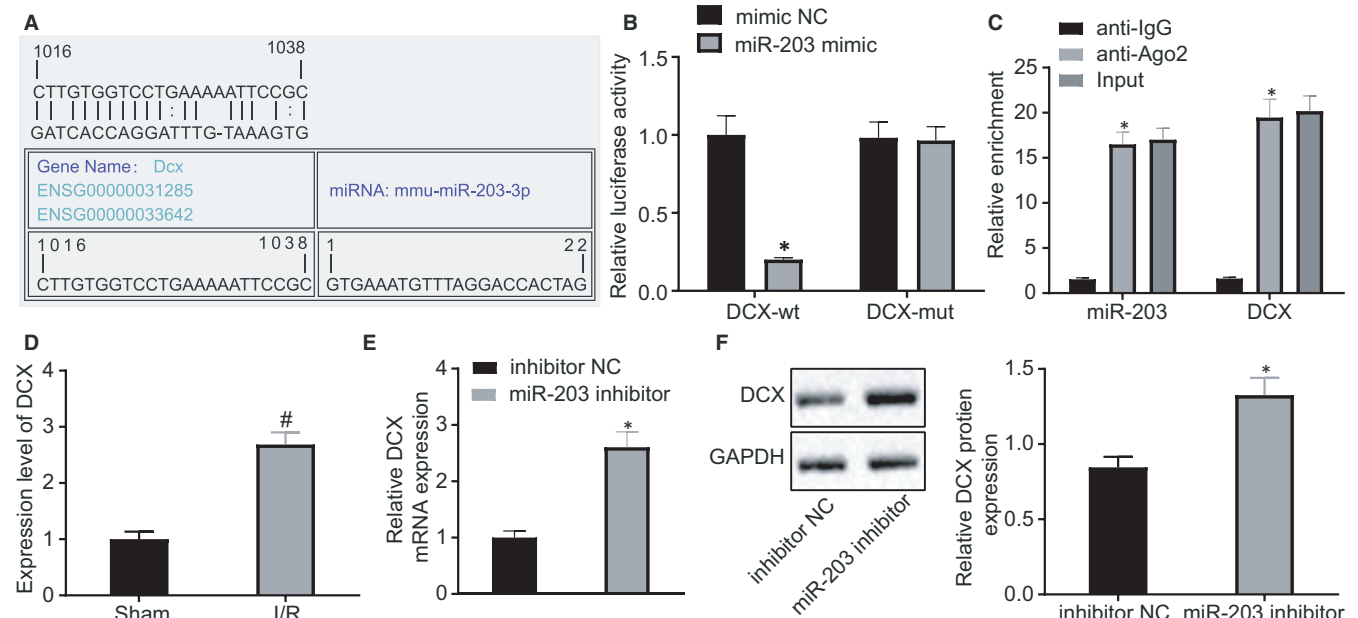 A
1016 1038
CTTGTGGTCCTGAAAAATTCCGC
GATCACCAGGATTTG-TAAAGTG
Gene Name: Dcx
ENSG00000031285
ENSG00000033642
miRNA: mmu-miR-203-3p
1016 1038
CTTGTGGTCCTGAAAAATTCCGC
1 22
GTGAAATGTTTAGGACCACTAG
B
mimic NC
miR-203 mimic
Relative luciferase activity
1.5
1.0
0.5
0.0
*
DCX-wt DCX-mut
C
anti-IgG
anti-Ago2
Input
Relative enrichment
25
20
15
10
5
0
* *
miR-203 DCX
D
Expression level of DCX
4
3
2
1
0
#
Sham I/R
E
inhibitor NC
miR-203 inhibitor
Relative DCX
mRNA expression
4
3
2
1
0
*
F
DCX
GAPDH
inhibitor NC
miR-203 inhibitor
Relative DCX protien
expression
1.5
1.0
0.5
0.0
*
inhibitor NC miR-203 inhibitor